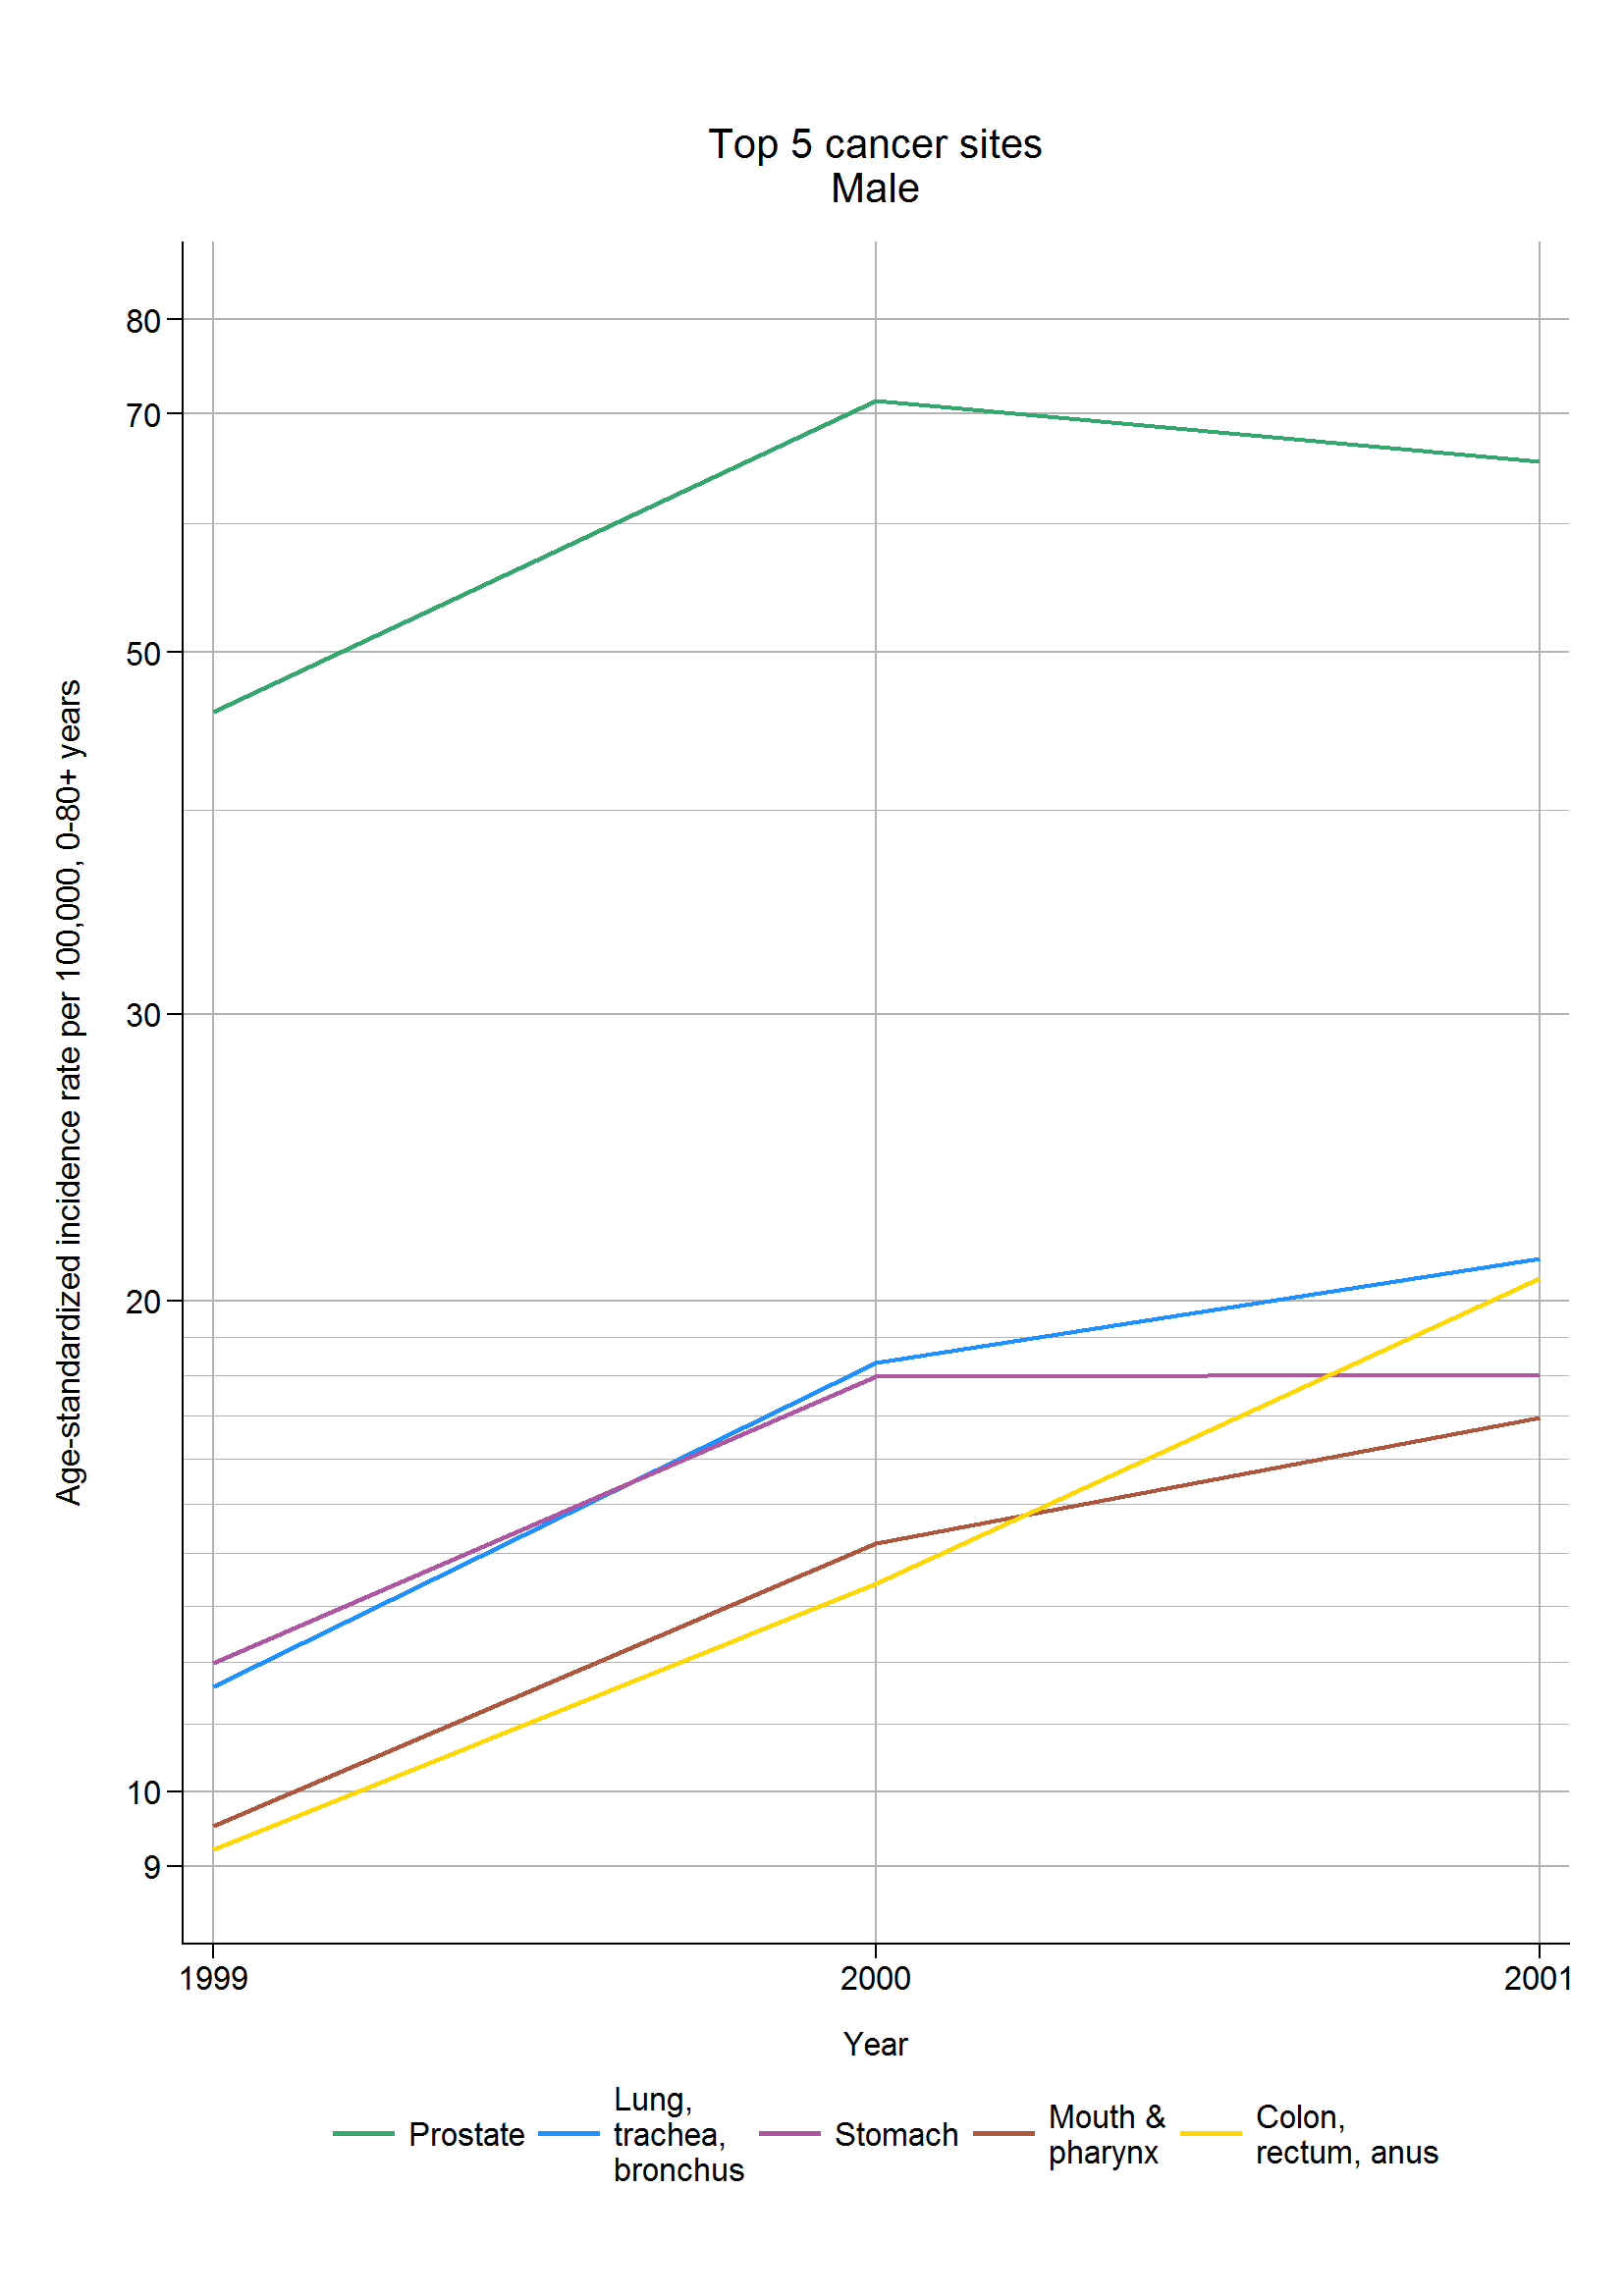 Top 5 cancer sites
Male
Age-standardized incidence rate per 100,000, 0-80+ years
80
70
50
30
20
10
9
1999
2000
2001
Year
Prostate
Lung,
trachea,
bronchus
Stomach
Mouth &
pharynx
Colon,
rectum, anus